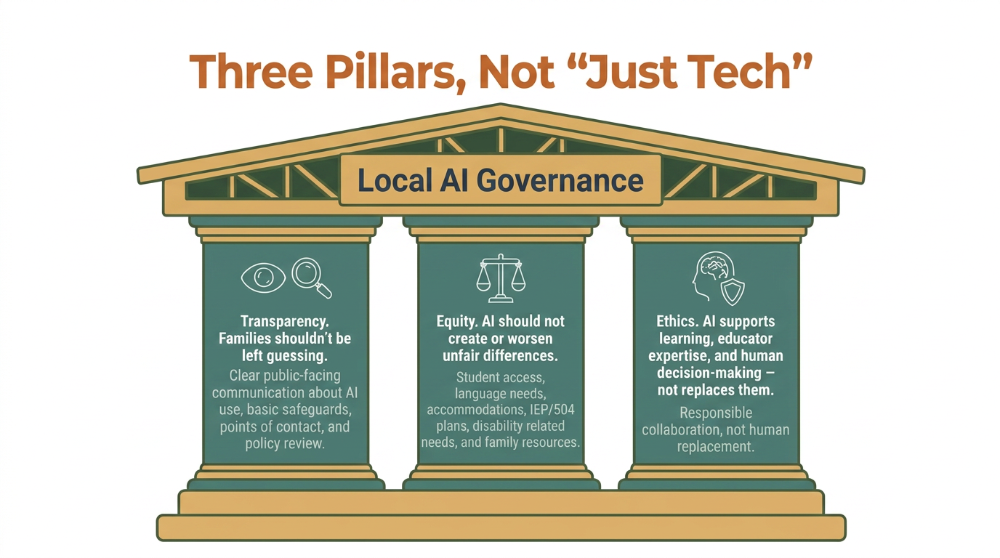 Three Pillars, Not “Just Tech”
Local AI Governance
Transparency.
Families shouldn’t be
left guessing.
Clear public-facing
communication about AI
use, basic safeguards,
points of contact, and
policy review.
Equity. AI should not
create or worsen
unfair differences.
Student access,
language needs,
accommodations, IEP/504
plans, disability related
needs, and family resources.
Ethics. AI supports
learning, educator
expertise, and human
decision-making –
not replaces them.
Responsible
collaboration, not human
replacement.